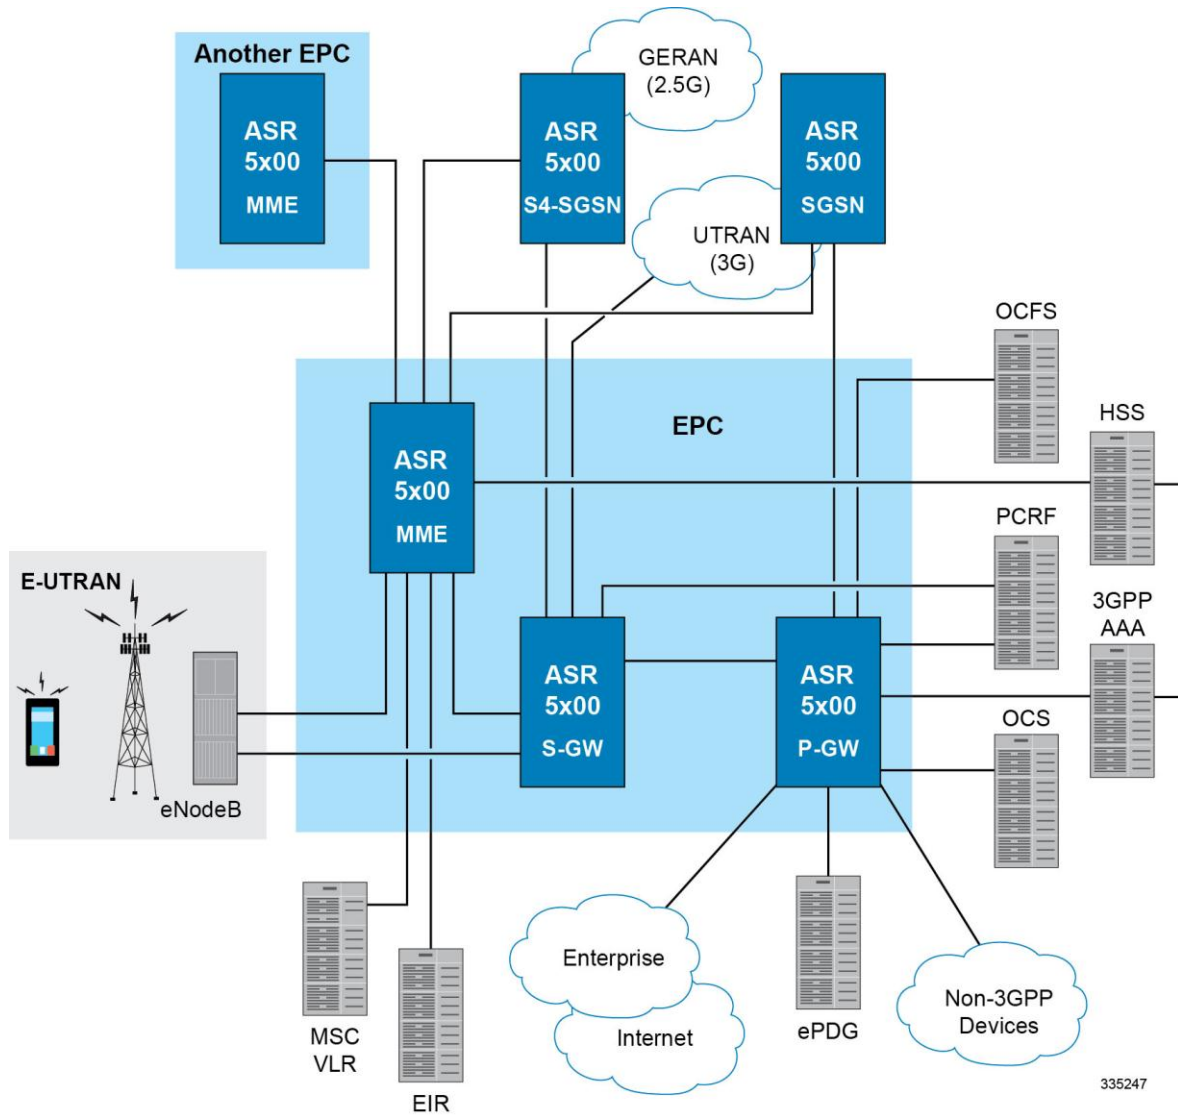 Another EPC
ASR
5x00
MME
ASR
5x00
S4-SGSN
GERAN
(2.5G)
ASR
5x00
SGSN
UTRAN
(3G)
OCFS
HSS
EPC
ASR
5x00
MME
PCRF
E-UTRAN
eNodeB
ASR
5x00
S-GW
ASR
5x00
P-GW
3GPP
AAA
OCS
MSC
VLR
EIR
Enterprise
Internet
ePDG
Non-3GPP
Devices
335247